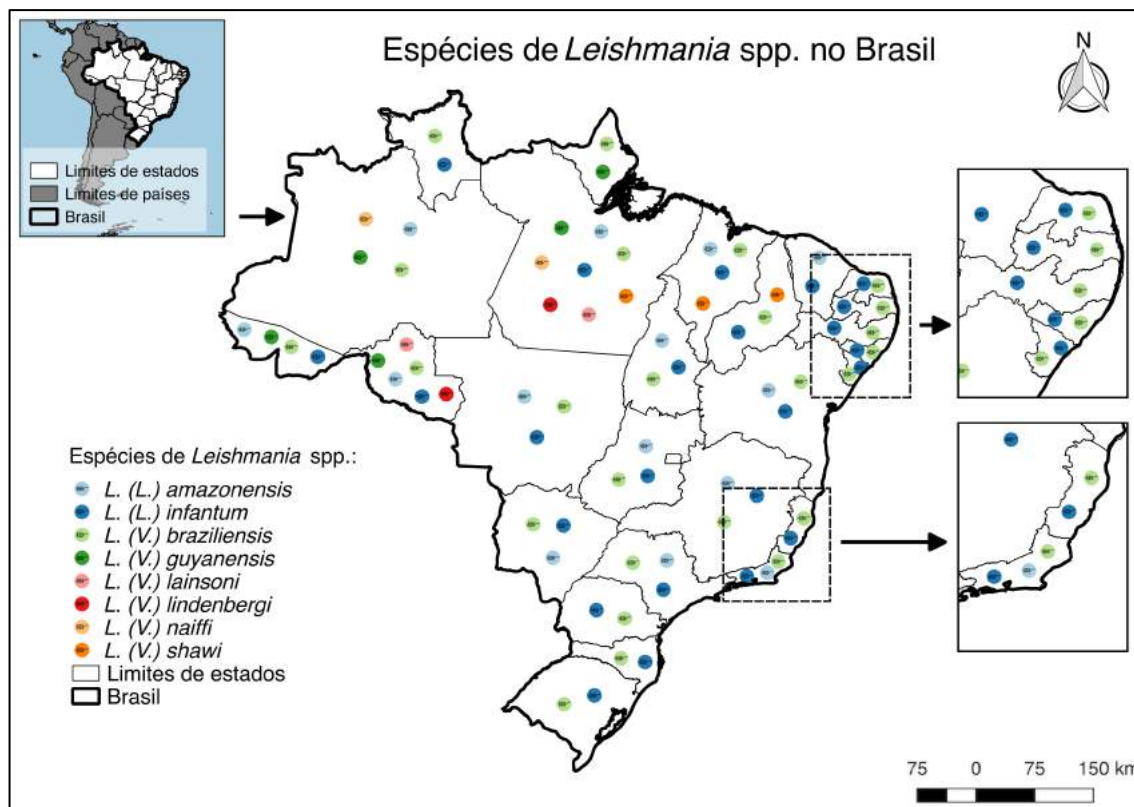 Espécies de Leishmania spp. no Brasil
N
Limites de estados
Limites de países
Brasil
Espécies de Leishmania spp.:
L. (L.) amazonensis
L. (L.) infantum
L. (V.) braziliensis
L. (V.) guyanensis
L. (V.) lainsoni
L. (V.) lindenbergi
L. (V.) naiffi
L. (V.) shawi
Limites de estados
Brasil
75 0 75 150 km